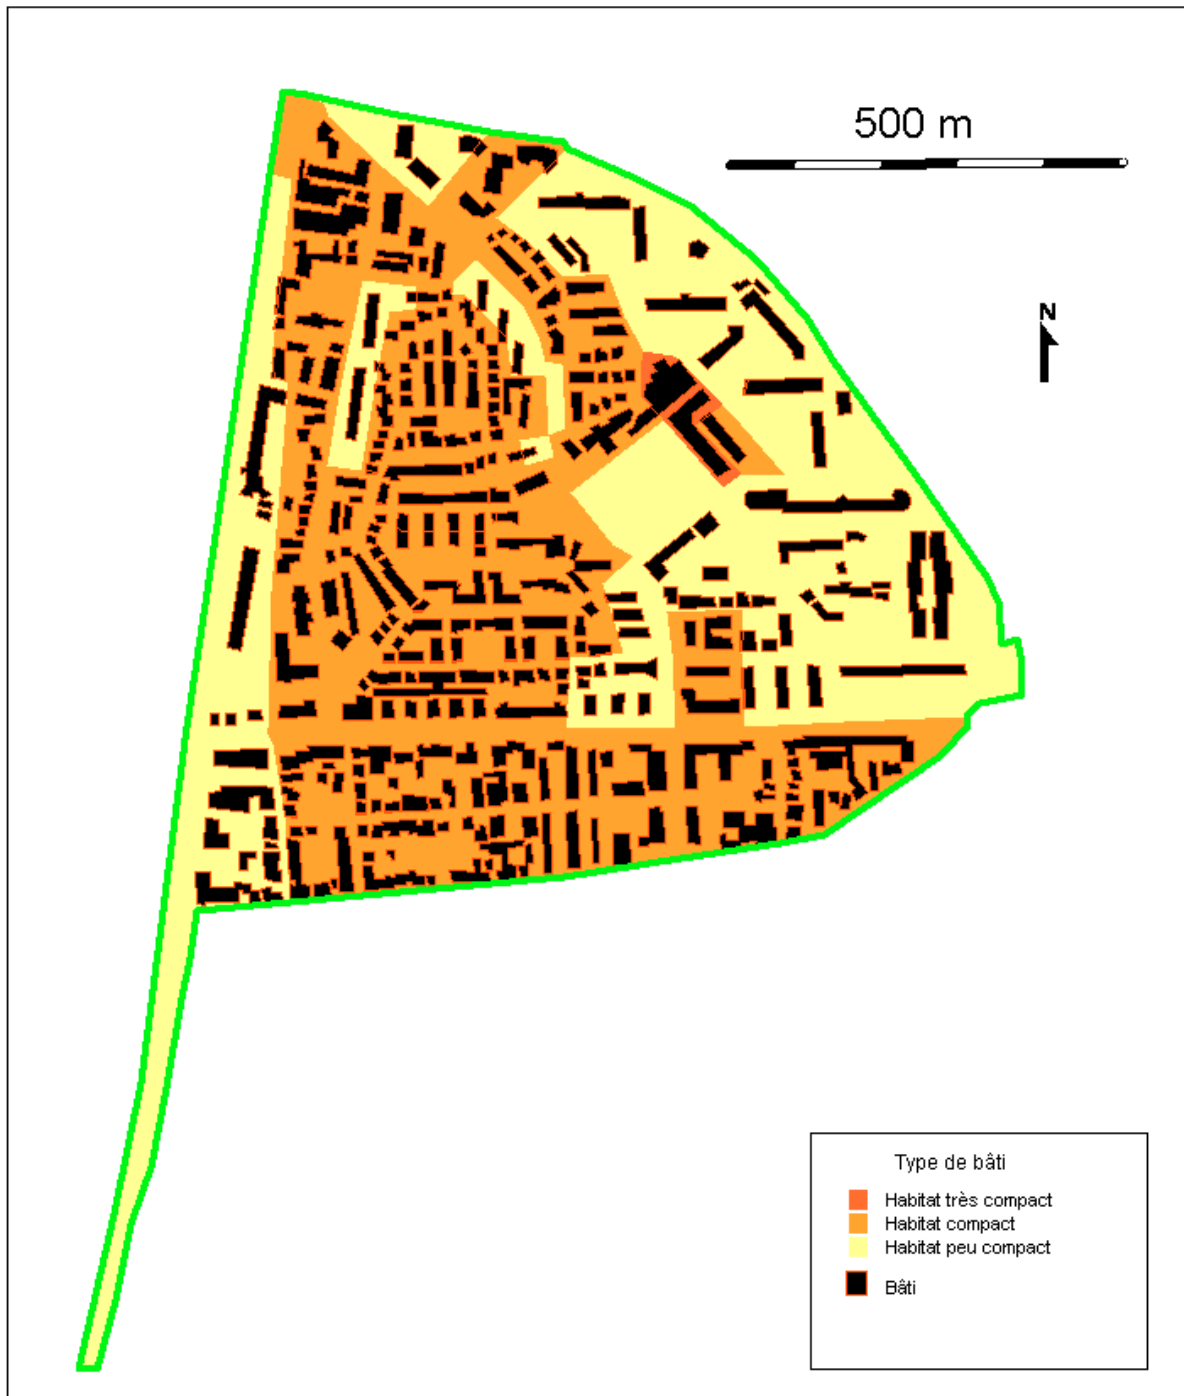 500 m
N
Type de bâti
Habitat très compact
Habitat compact
Habitat peu compact
Bâti